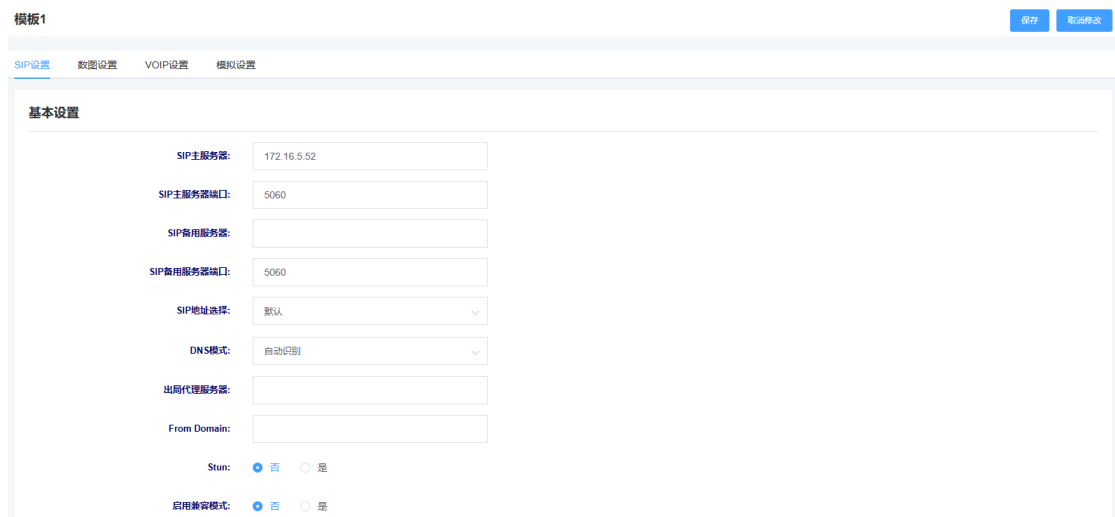 模板1
保存 取消修改
SIP设置 数图设置 VOIP设置 模拟设置
基本设置
SIP主服务器: 172.16.5.52
SIP主服务器端口: 5060
SIP备用服务器:
SIP备用服务器端口: 5060
SIP地址选择: 默认
DNS模式: 自动识别
出局代理服务器:
From Domain:
Stun: 否 是
启用兼容模式: 否 是